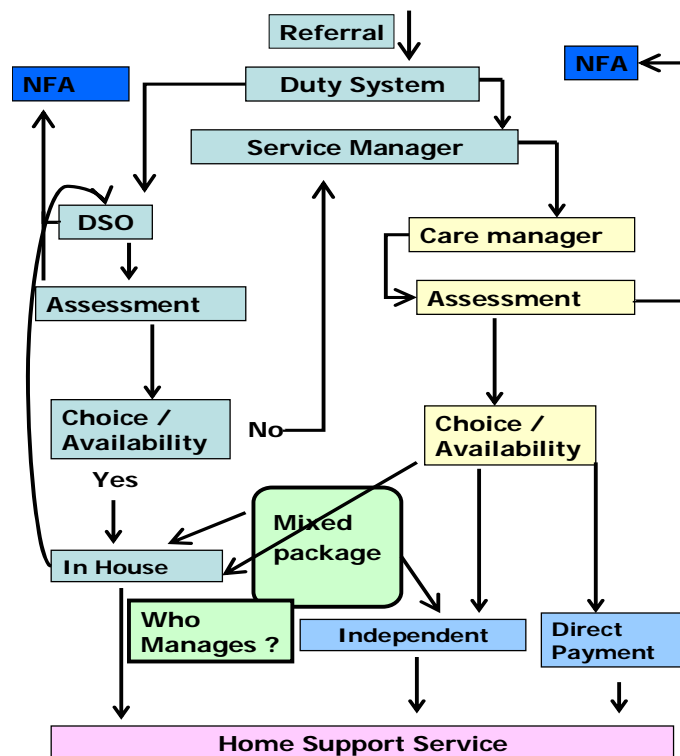 Referral
NFA
NFA
Duty System
Service Manager
DSO
Care manager
Assessment
Assessment
Choice /
Availability
No
Choice /
Availability
Yes
Mixed
package
In House
Who
Manages ?
Independent
Direct
Payment
Home Support Service